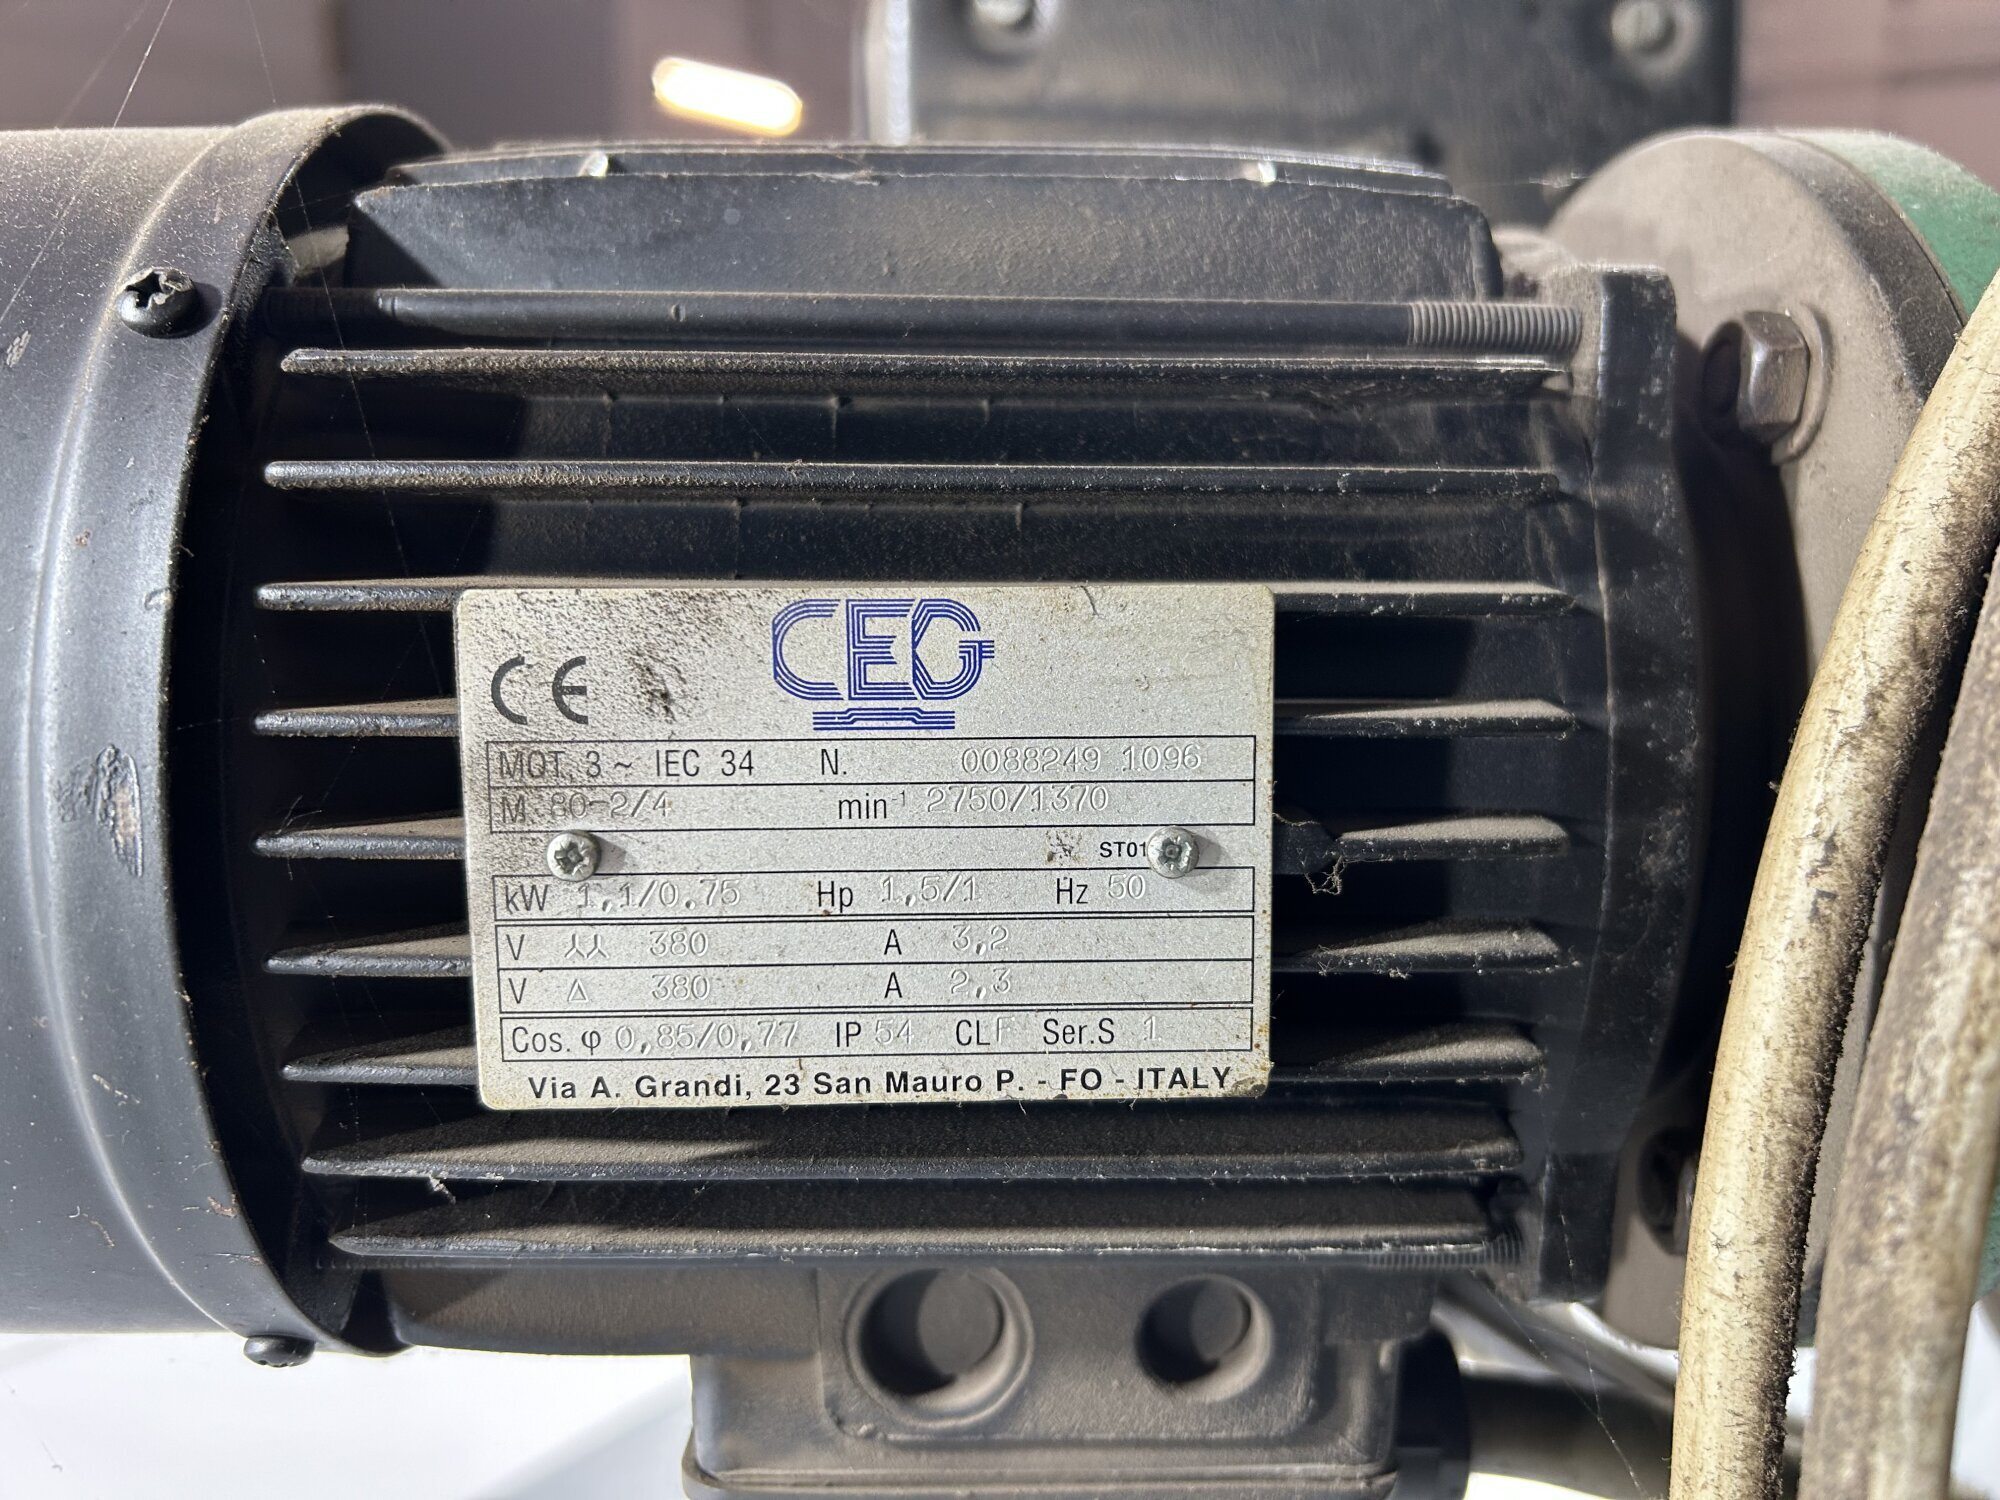 CE
CEG
MOT. 3 ~ IEC 34 N. 0088249 1096
M. 80-2/4 min-1 2750/1370
ST01
kW 1,1/0.75 Hp 1,5/1 Hz 50
V ⅄⅄ 380 A 3,2
V Δ 380 A 2,3
Cos. φ 0,85/0,77 IP 54 CL F Ser.S 1
Via A. Grandi, 23 San Mauro P. - FO - ITALY